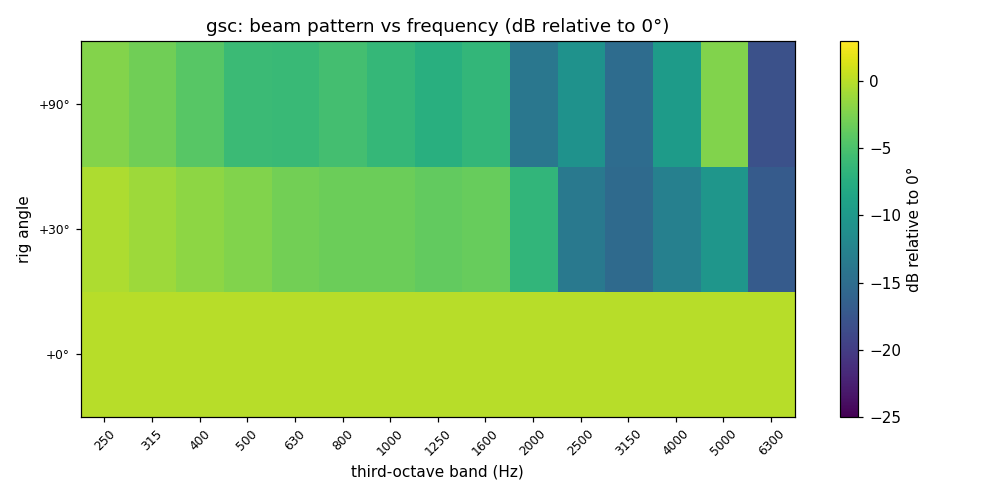 gsc: beam pattern vs frequency (dB relative to 0°)
+90°
+30°
+0°
rig angle
250 315 400 500 630 800 1000 1250 1600 2000 2500 3150 4000 5000 6300
third-octave band (Hz)
0
−5
−10
−15
−20
−25
dB relative to 0°